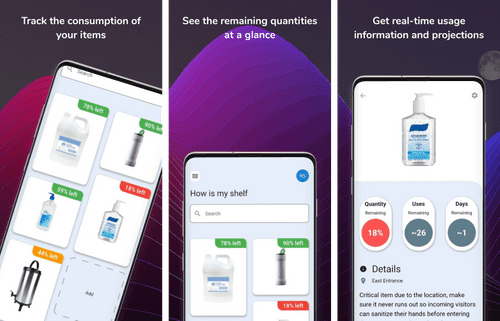 Track the consumption of
your items
Search
78% left
90% left
59% left
18% left
44% left
Add
See the remaining quantities
at a glance
How is my shelf
Search
78% left
90% left
18% left
Get real-time usage
information and projections
Quantity
Remaining
18%
Uses
Remaining
~26
Days
Remaining
~1
Details
East Entrance
Critical item due to the location, make
sure it never runs out so incoming visitors
can sanitize their hands before entering